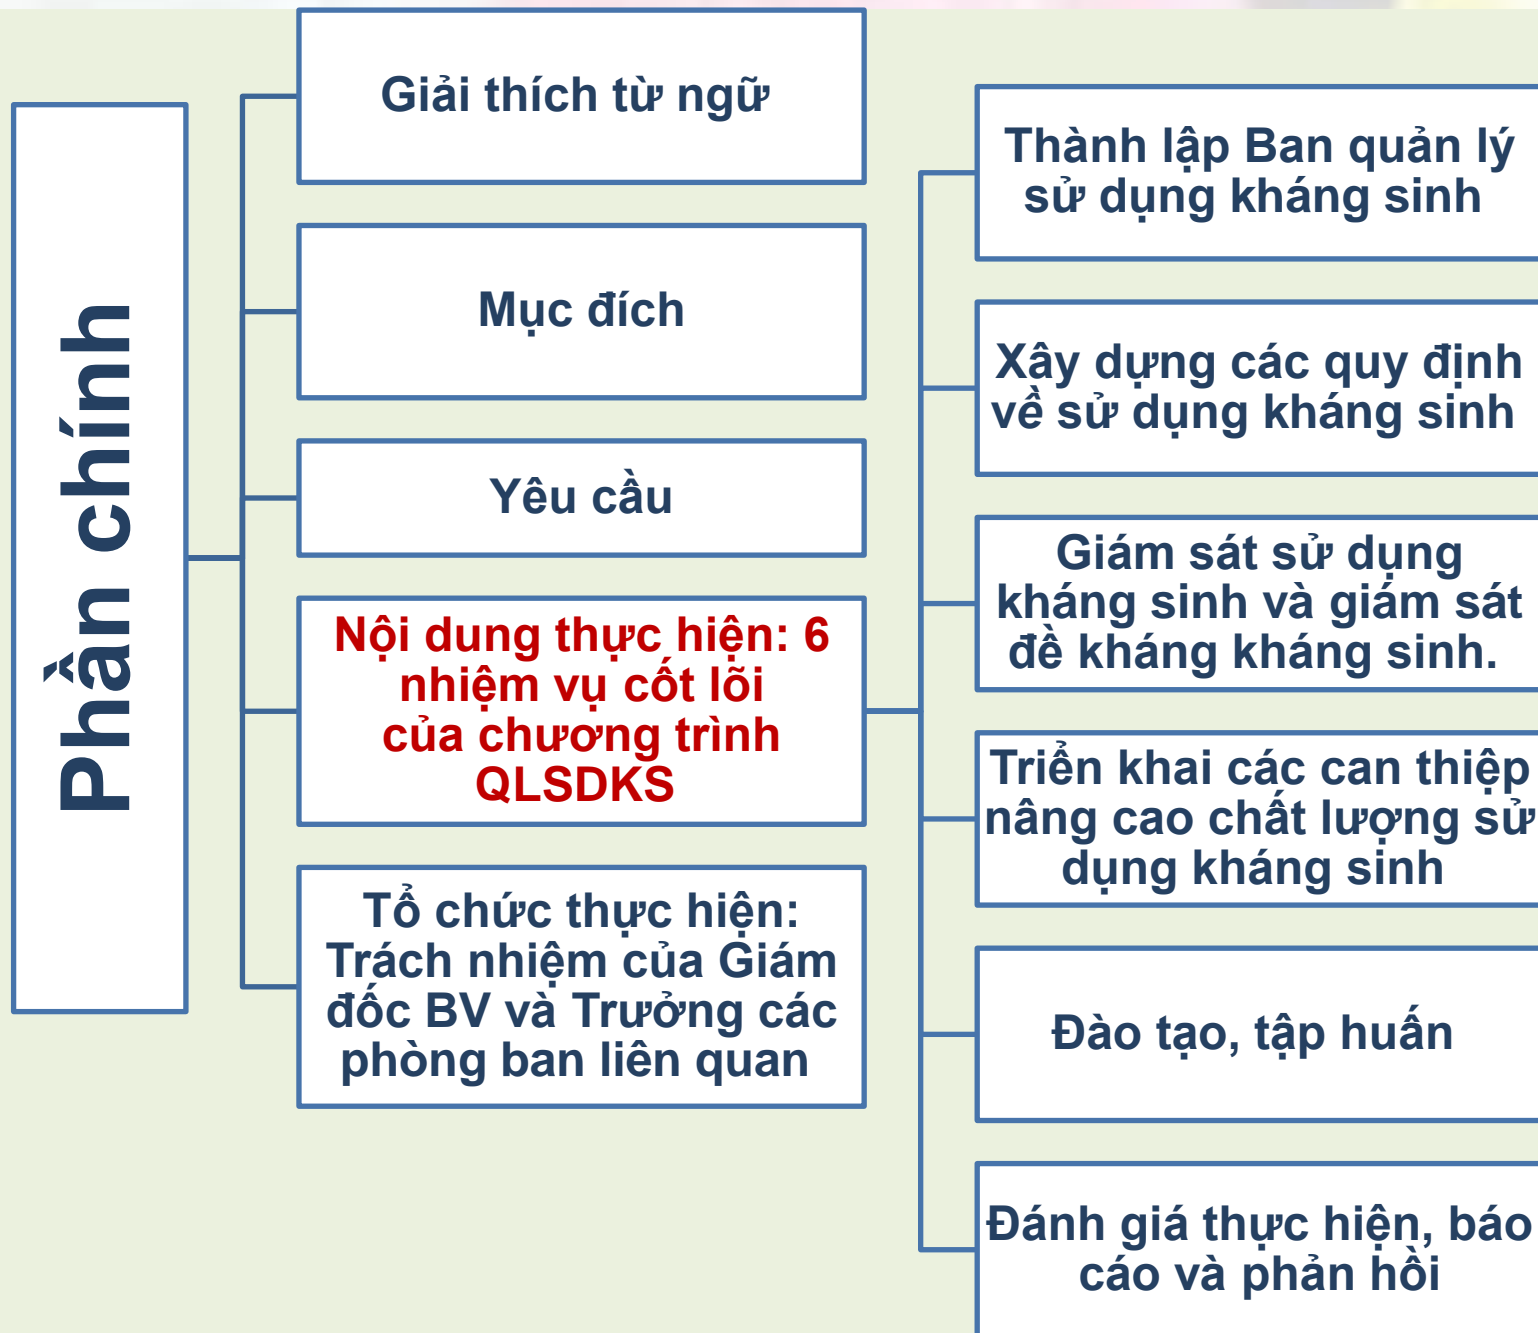 Phần chính
Giải thích từ ngữ
Mục đích
Yêu cầu
Nội dung thực hiện: 6
nhiệm vụ cốt lõi
của chương trình
QLSDKS
Tổ chức thực hiện:
Trách nhiệm của Giám
đốc BV và Trưởng các
phòng ban liên quan
Thành lập Ban quản lý
sử dụng kháng sinh
Xây dựng các quy định
về sử dụng kháng sinh
Giám sát sử dụng
kháng sinh và giám sát
đề kháng kháng sinh.
Triển khai các can thiệp
nâng cao chất lượng sử
dụng kháng sinh
Đào tạo, tập huấn
Đánh giá thực hiện, báo
cáo và phản hồi